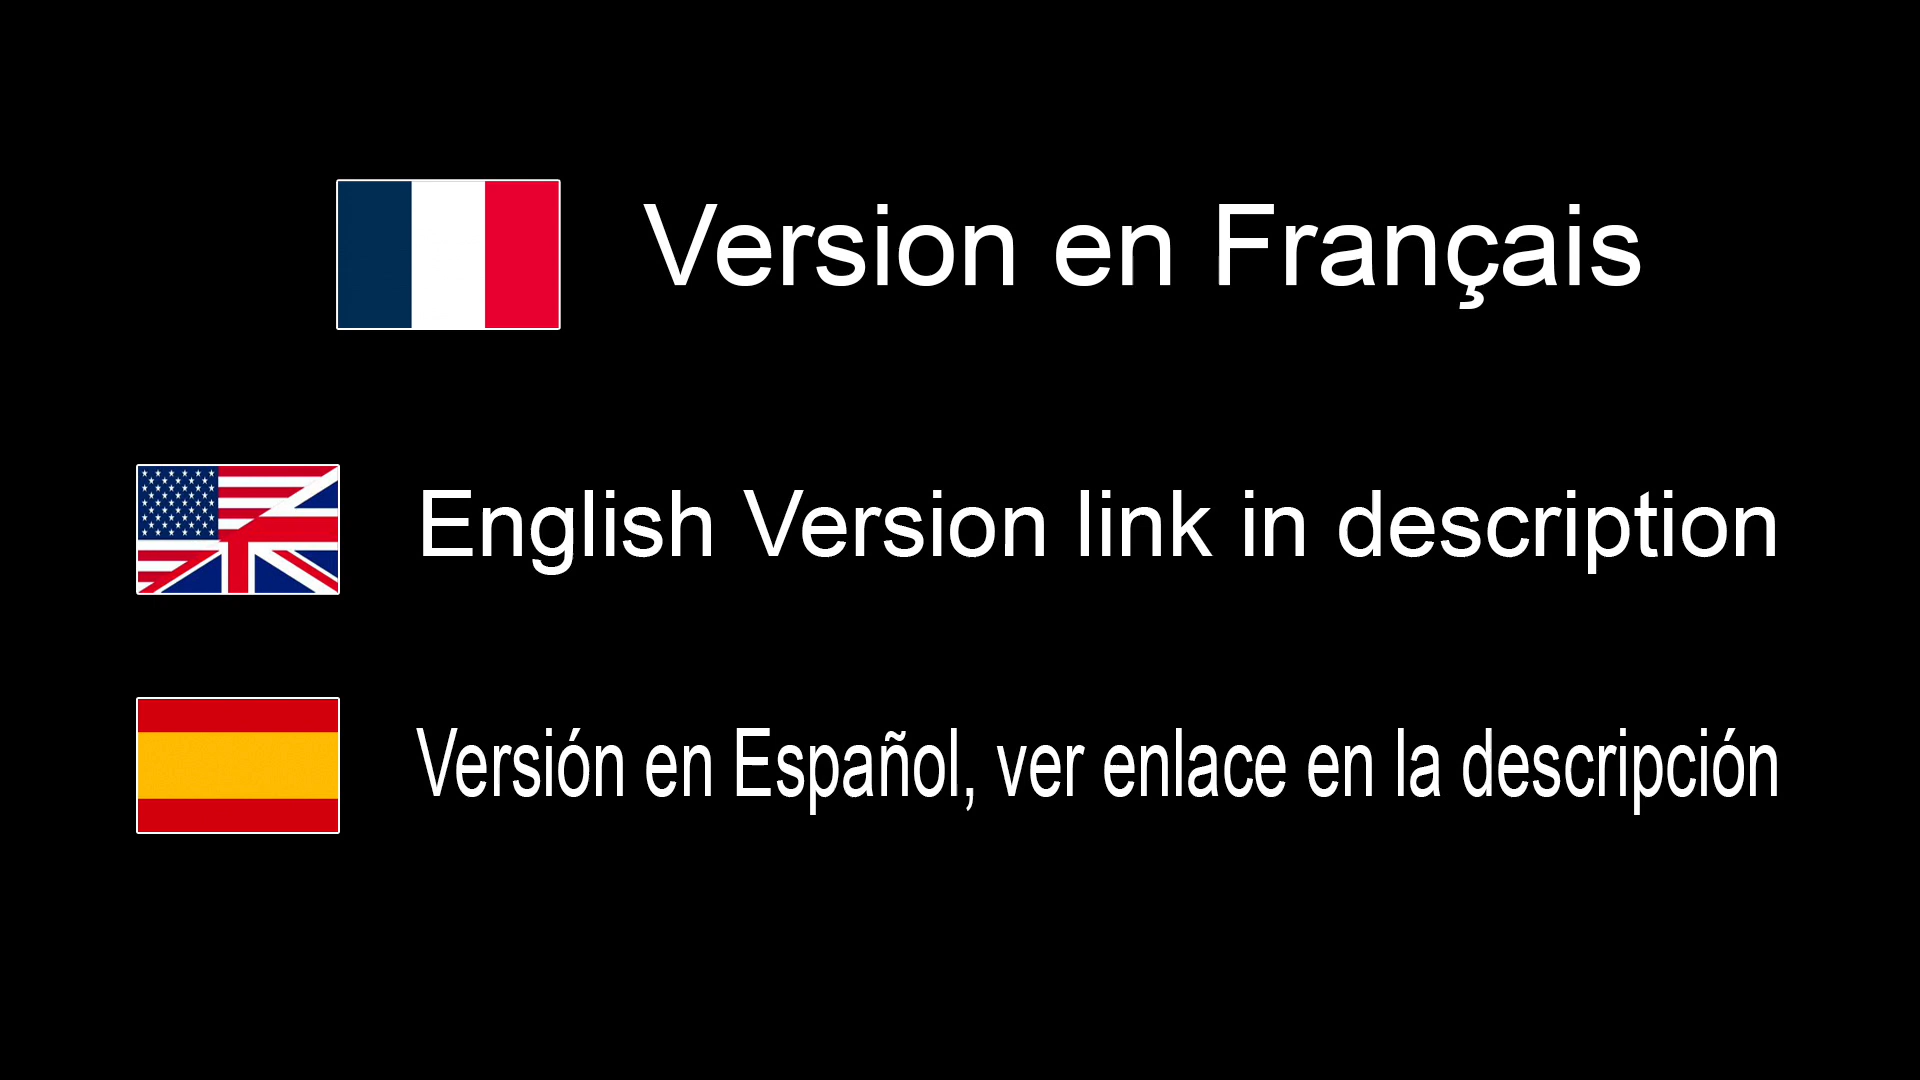 Version en Français
English Version link in description
Versión en Español, ver enlace en la descripción